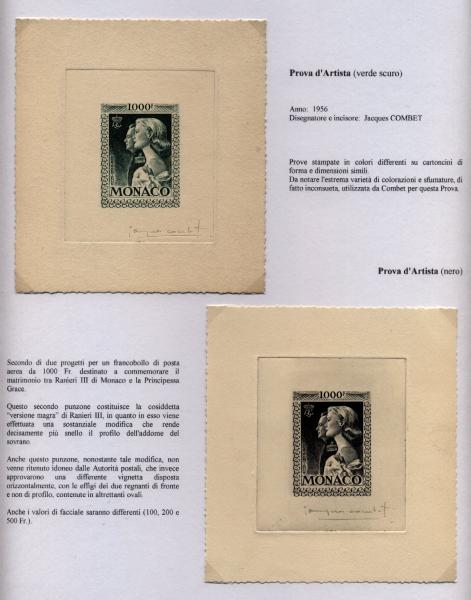 Prova d'Artista (verde scuro)
Anno: 1956
Disegnatore e incisore: Jacques COMBET
Prove stampate in colori differenti su cartoncini di
forma e dimensioni simili.
Da notare l'estrema varietà di colorazioni e sfumature, di
fatto inconsueta, utilizzata da Combet per questa Prova.
1000F
MONACO
jacques combet
Prova d'Artista (nero)
Secondo di due progetti per un francobollo di posta
aerea da 1000 Fr. destinato a commemorare il
matrimonio tra Ranieri III di Monaco e la Principessa
Grace.
Questo secondo punzone costituisce la cosiddetta
"versione magra" di Ranieri III, in quanto in esso viene
effettuata una sostanziale modifica che rende
decisamente più snello il profilo dell'addome del
sovrano.
Anche questo punzone, nonostante tale modifica, non
venne ritenuto idoneo dalle Autorità postali, che invece
approvarono una differente vignetta disposta
orizzontalmente, con le effigi dei due regnanti di fronte
e non di profilo, contenute in altrettanti ovali.
Anche i valori di facciale saranno differenti (100, 200 e
500 Fr.).
1000F
MONACO
jacques combet